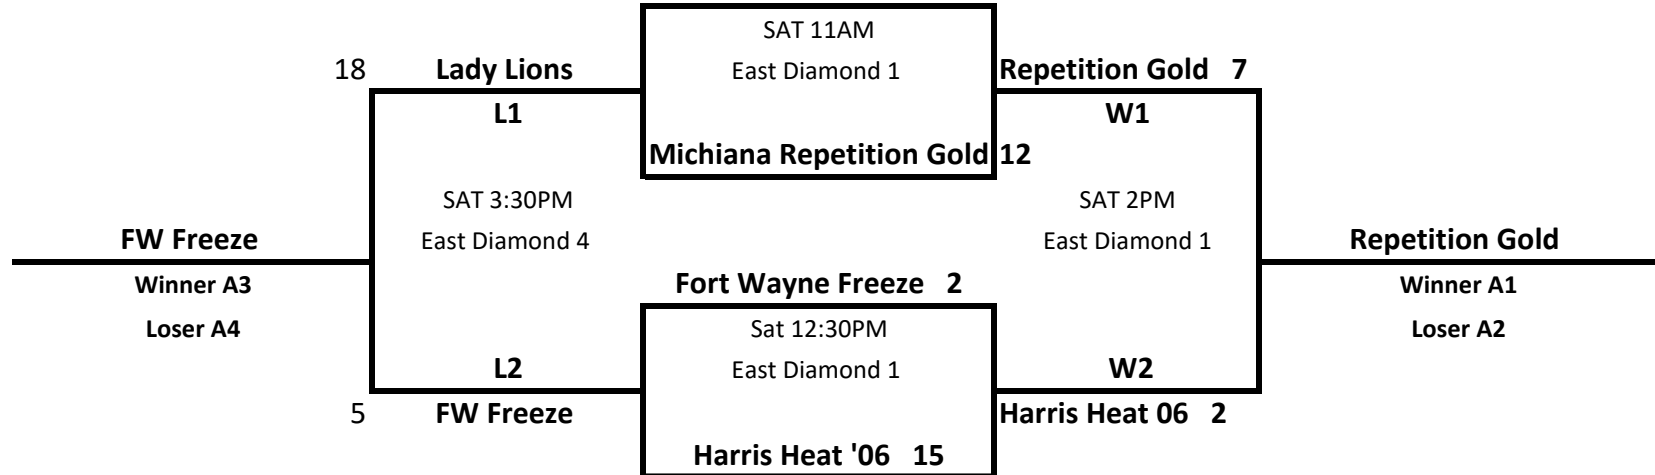 SAT 11AM
18 Lady Lions East Diamond 1 Repetition Gold 7
L1 W1
Michiana Repetition Gold 12
SAT 3:30PM SAT 2PM
FW Freeze East Diamond 4 East Diamond 1 Repetition Gold
Winner A3 Fort Wayne Freeze 2 Winner A1
Loser A4 Sat 12:30PM Loser A2
L2 East Diamond 1 W2
5 FW Freeze Harris Heat 06 2
Harris Heat '06 15